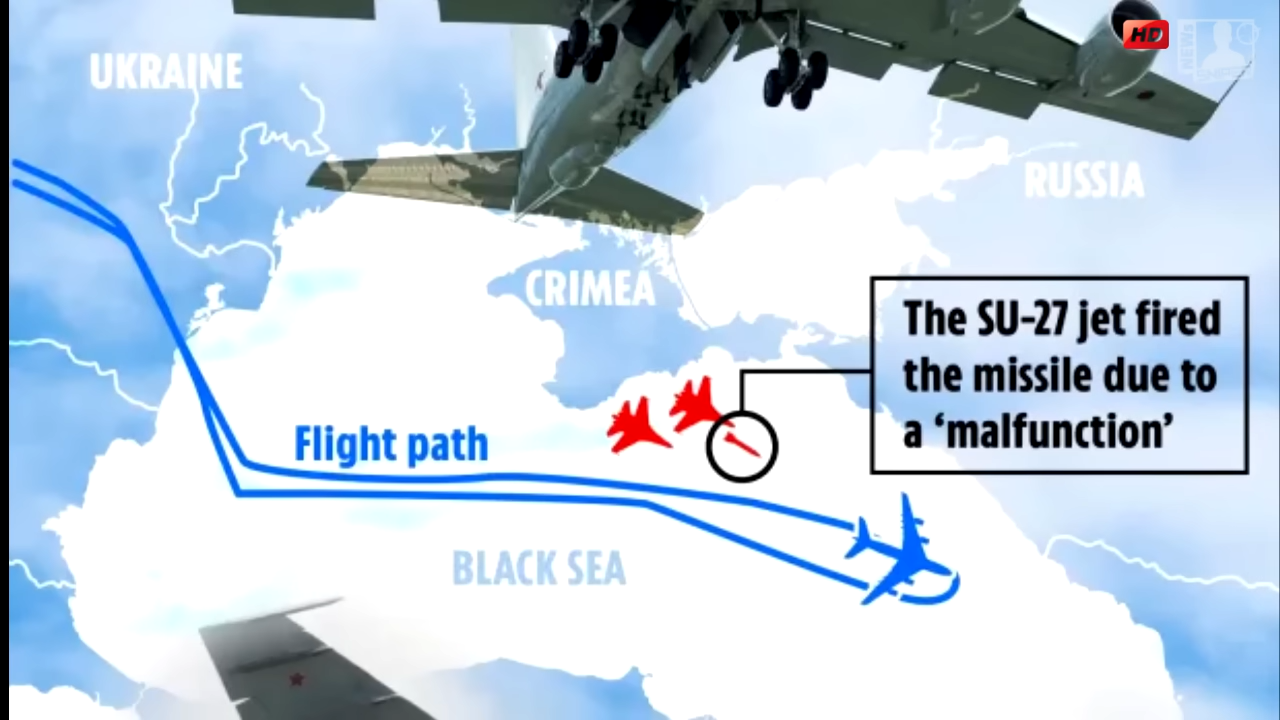 HD
UKRAINE
RUSSIA
CRIMEA
The SU-27 jet fired
the missile due to
a ‘malfunction’
Flight path
BLACK SEA